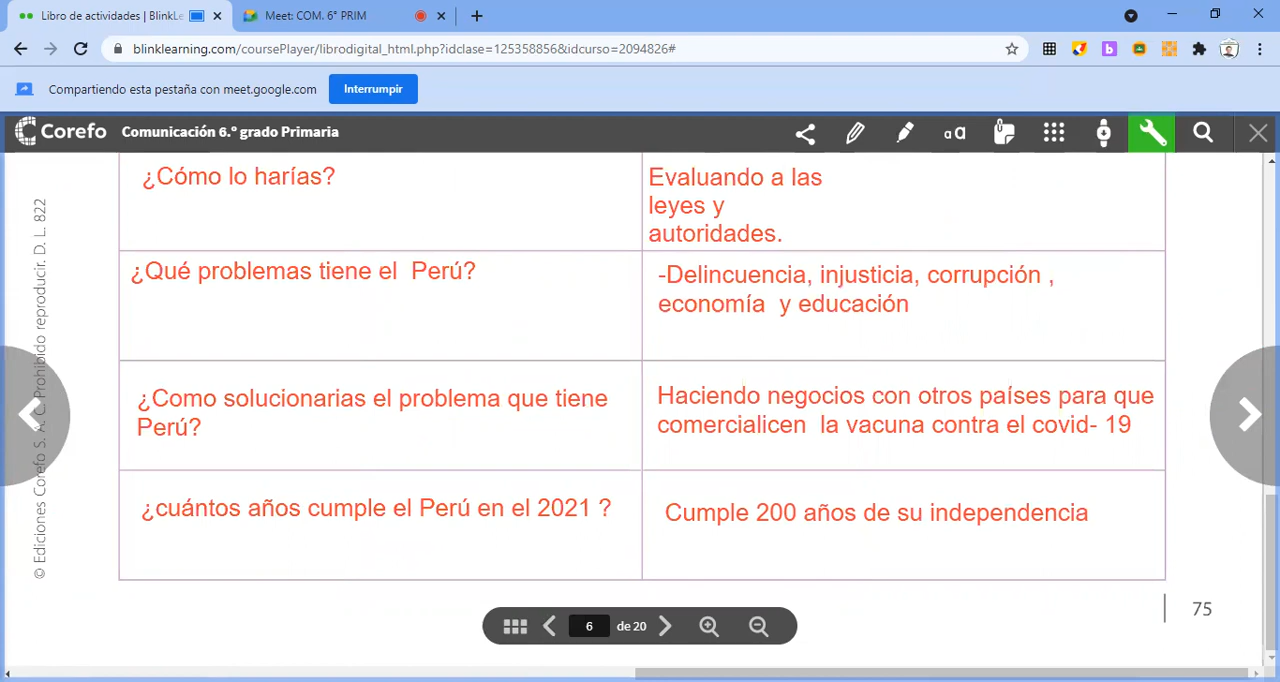 Libro de actividades | BlinkLe
Meet: COM. 6° PRIM
blinklearning.com/coursePlayer/librodigital_html.php?idclase=125358856&idcurso=2094826#
Compartiendo esta pestaña con meet.google.com
Interrumpir
Corefo
Comunicación 6.º grado Primaria
a a
© Ediciones Corefo S. A. C. Prohibido reproducir. D. L. 822
¿Cómo lo harías?
Evaluando a las
leyes y
autoridades.
¿Qué problemas tiene el  Perú?
-Delincuencia, injusticia, corrupción ,
economía  y educación
¿Como solucionarias el problema que tiene
Perú?
Haciendo negocios con otros países para que
comercialicen  la vacuna contra el covid- 19
¿cuántos años cumple el Perú en el 2021 ?
Cumple 200 años de su independencia
75
6 de 20